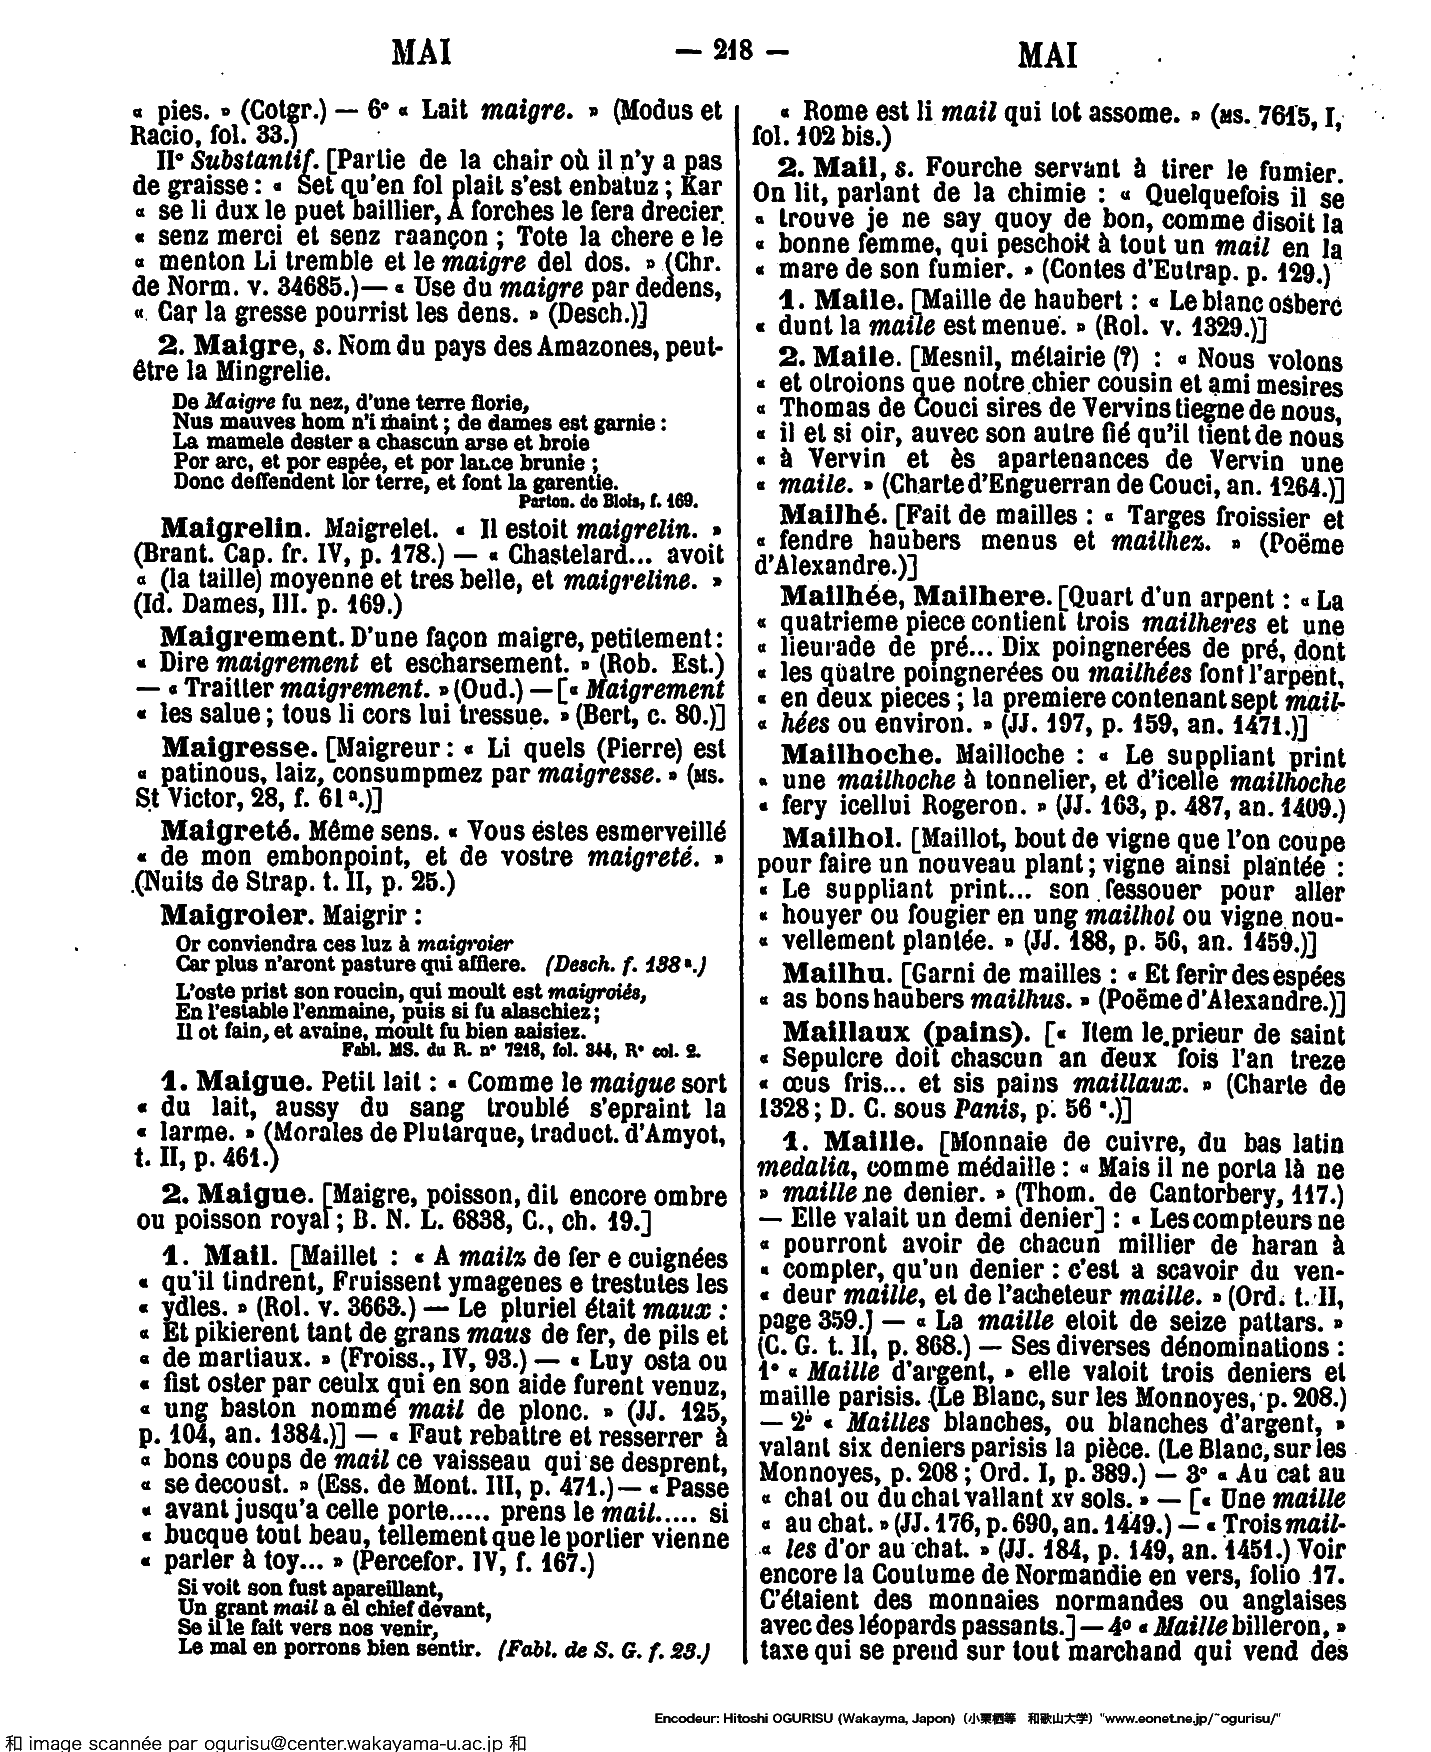 MAI — 218 — MAI
« pies. » (Cotgr.) — 6° « Lait maigre. » (Modus et
Racio, fol. 33.)
II° Substantif. [Partie de la chair où il n'y a pas
de graisse : « Set qu'en fol plait s'est enbatuz ; Kar
« se li dux le puet baillier, A forches le fera drecier
« senz merci et senz raançon ; Tote la chere e le
« menton Li tremble et le maigre del dos. » (Chr.
de Norm. v. 34685.) — « Use du maigre par dedens,
« Car la gresse pourrist les dens. » (Desch.)]
2. Maigre, s. Nom du pays des Amazones, peut-
être la Mingrelie.
De Maigre fu nez, d'une terre florie,
Nus mauves hom n'i maint ; de dames est garnie :
La mamele dester a chascun arse et broie
Por arc, et por espée, et por lance brunie ;
Donc deffendent lor terre, et font la garentie.
Parton. de Blois, f. 169.
Maigrelin. Maigrelet. « Il estoit maigrelin. »
(Brant. Cap. fr. IV, p. 178.) — « Chastelard... avoit
« (la taille) moyenne et tres belle, et maigreline. »
(Id. Dames, III. p. 169.)
Maigrement. D'une façon maigre, petitement :
« Dire maigrement et escharsement. » (Rob. Est.)
— « Traitter maigrement. » (Oud.) — [« Maigrement
« les salue ; tous li cors lui tressue. » (Bert, c. 80.)]
Maigresse. [Maigreur : « Li quels (Pierre) est
« patinous, laiz, consumpmez par maigresse. » (MS.
St Victor, 28, f. 61ª.)]
Maigreté. Même sens. « Vous estes esmerveillé
« de mon embonpoint, et de vostre maigreté. »
(Nuits de Strap. t. II, p. 25.)
Maigroier. Maigrir :
Or conviendra ces luz à maigroier
Car plus n'aront pasture qui affiere. (Desch. f. 138ª.)
L'oste prist son roucin, qui moult est maigroiés,
En l'estable l'enmaine, puis si fu alaschiez ;
Il ot fain, et avaine, moult fu bien aaisiez.
Fabl. MS. du R. n° 7218, fol. 344, R° col. 2.
1. Maigue. Petit lait : « Comme le maigue sort
« du lait, aussy du sang troublé s'epraint la
« larme. » (Morales de Plutarque, traduct. d'Amyot,
t. II, p. 461.)
2. Maigue. [Maigre, poisson, dit encore ombre
ou poisson royal ; B. N. L. 6838, C., ch. 19.]
1. Mail. [Maillet : « A mailz de fer e cuignées
« qu'il tindrent, Fruissent ymagenes e trestutes les
« ydles. » (Rol. v. 3663.) — Le pluriel était maux :
« Et pikierent tant de grans maus de fer, de pils et
« de martiaux. » (Froiss., IV, 93.) — « Luy osta ou
« fist oster par ceulx qui en son aide furent venuz,
« ung baston nommé mail de plonc. » (JJ. 125,
p. 104, an. 1384.)] — « Faut rebattre et resserrer à
« bons coups de mail ce vaisseau qui se desprent,
« se decoust. » (Ess. de Mont. III, p. 471.) — « Passe
« avant jusqu'a celle porte..... prens le mail..... si
« bucque tout beau, tellement que le portier vienne
« parler à toy... » (Percefor. IV, f. 167.)
Si voit son fust apareillant,
Un grant mail a el chief devant,
Se il le fait vers nos venir,
Le mal en porrons bien sentir. (Fabl. de S. G. f. 23.)
« Rome est li mail qui tot assome. » (MS. 7615, I,
fol. 102 bis.)
2. Mail, s. Fourche servant à tirer le fumier.
On lit, parlant de la chimie : « Quelquefois il se
« trouve je ne say quoy de bon, comme disoit la
« bonne femme, qui peschoit à tout un mail en la
« mare de son fumier. » (Contes d'Eutrap. p. 129.)
1. Maile. [Maille de haubert : « Le blanc osberc
« dunt la maile est menue. » (Rol. v. 1329.)]
2. Maile. [Mesnil, métairie (?) : « Nous volons
« et otroions que notre chier cousin et ami mesires
« Thomas de Couci sires de Vervins tiegne de nous,
« il et si oir, auvec son autre fié qu'il tient de nous
« à Vervin et ès apartenances de Vervin une
« maile. » (Charte d'Enguerran de Couci, an. 1264.)]
Mailhé. [Fait de mailles : « Targes froissier et
« fendre haubers menus et mailhez. » (Poëme
d'Alexandre.)]
Mailhée, Mailhere. [Quart d'un arpent : « La
« quatrieme piece contient trois mailheres et une
« lieurade de pré... Dix poingnerées de pré, dont
« les quatre poingnerées ou mailhées font l'arpent,
« en deux pieces ; la premiere contenant sept mail-
« hées ou environ. » (JJ. 197, p. 159, an. 1471.)]
Mailhoche. Mailloche : « Le suppliant print
« une mailhoche à tonnelier, et d'icelle mailhoche
« fery icellui Rogeron. » (JJ. 163, p. 487, an. 1409.)
Mailhol. [Maillot, bout de vigne que l'on coupe
pour faire un nouveau plant ; vigne ainsi plantée :
« Le suppliant print... son fessouer pour aller
« houyer ou fougier en ung mailhol ou vigne nou-
« vellement plantée. » (JJ. 188, p. 56, an. 1459.)]
Mailhu. [Garni de mailles : « Et ferir des espées
« as bons haubers mailhus. » (Poëme d'Alexandre.)]
Maillaux (pains). [« Item le prieur de saint
« Sepulcre doit chascun an deux fois l'an treze
« œus fris... et sis pains maillaux. » (Charte de
1328 ; D. C. sous Panis, p. 56ª.)]
1. Maille. [Monnaie de cuivre, du bas latin
medalia, comme médaille : « Mais il ne porta là ne
» maille ne denier. » (Thom. de Cantorbery, 117.)
— Elle valait un demi denier] : « Les compteurs ne
« pourront avoir de chacun millier de haran à
« compter, qu'un denier : c'est a scavoir du ven-
« deur maille, et de l'acheteur maille. » (Ord. t. II,
page 359.) — « La maille etoit de seize pattars. »
(C. G. t. II, p. 868.) — Ses diverses dénominations :
1° « Maille d'argent, » elle valoit trois deniers et
maille parisis. (Le Blanc, sur les Monnoyes, p. 208.)
— 2° « Mailles blanches, ou blanches d'argent, »
valant six deniers parisis la pièce. (Le Blanc, sur les
Monnoyes, p. 208 ; Ord. I, p. 389.) — 3° « Au cat au
« chat ou du chat vallant xv sols. » — [« Une maille
« au chat. » (JJ. 176, p. 690, an. 1449.) — « Trois mail-
« les d'or au chat. » (JJ. 184, p. 149, an. 1451.) Voir
encore la Coutume de Normandie en vers, folio 17.
C'étaient des monnaies normandes ou anglaises
avec des léopards passants.] — 4° « Maille billeron, »
taxe qui se prend sur tout marchand qui vend des
Encodeur: Hitoshi OGURISU (Wakayma, Japon) (小栗栖等 和歌山大学) "www.eonet.ne.jp/~ogurisu/"
和 image scannée par ogurisu@center.wakayama-u.ac.jp 和